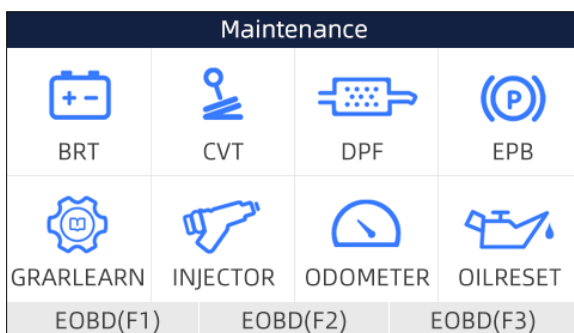 Maintenance
BRT CVT DPF EPB
GRARLEARN INJECTOR ODOMETER OILRESET
EOBD(F1) EOBD(F2) EOBD(F3)